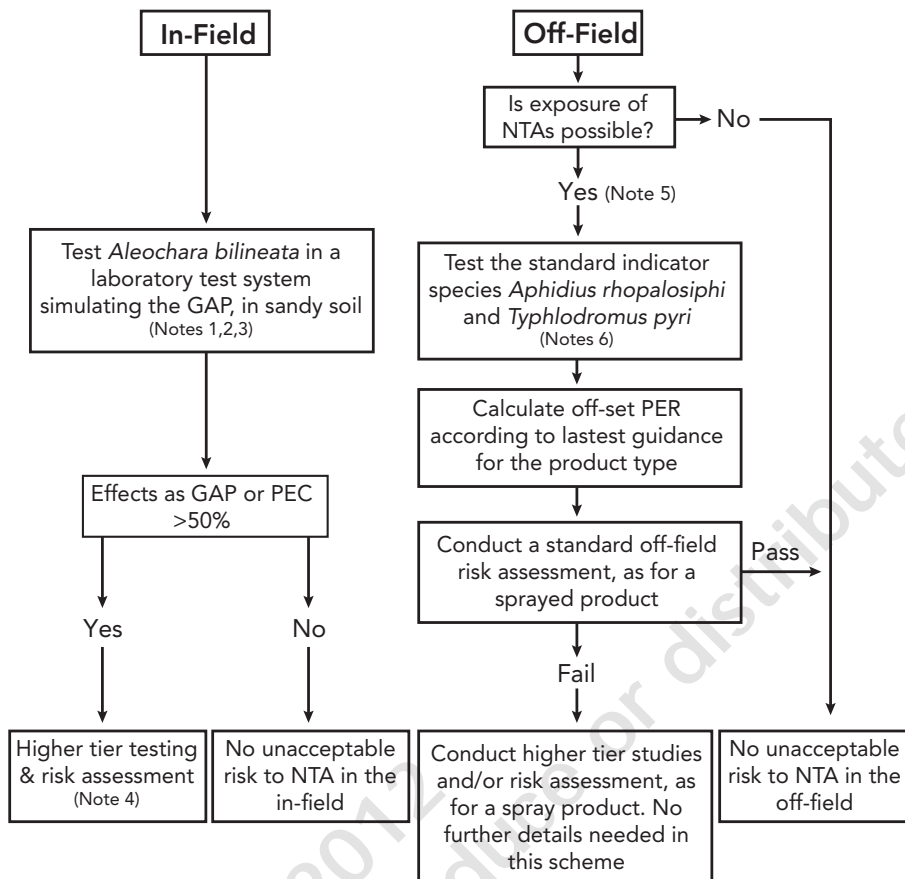 In-Field
Test Aleochara bilineata in a
laboratory test system
simulating the GAP, in sandy soil
(Notes 1,2,3)
Effects as GAP or PEC
>50%
Yes
No
Higher tier testing
& risk assessment
(Note 4)
No unacceptable
risk to NTA in the
in-field
Off-Field
Is exposure of
NTAs possible?
No
Yes (Note 5)
Test the standard indicator
species Aphidius rhopalosiphi
and Typhlodromus pyri
(Notes 6)
Calculate off-set PER
according to lastest guidance
for the product type
Conduct a standard off-field
risk assessment, as for a
sprayed product
Pass
Fail
Conduct higher tier studies
and/or risk assessment, as
for a spray product. No
further details needed in
this scheme
No unacceptable
risk to NTA in the
off-field
or distribute